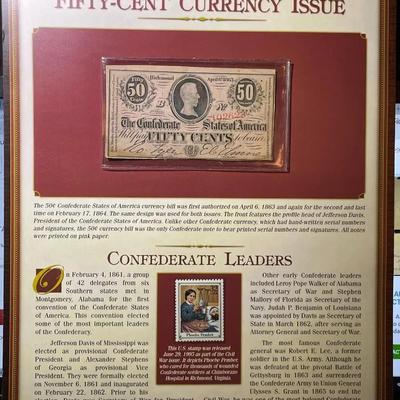 FIFTY-CENT CURRENCY ISSUE
FIFTY
50
Cents
Richmond
April 6, 1863
FIFTY
50
Cents
B
No
The Confederate States of America
FIFTY CENTS
The 50¢ Confederate States of America currency bill was first authorized on April 6, 1863 and again for the second and last
time on February 17, 1864. The same design was used for both issues. The front features the profile head of Jefferson Davis,
President of the Confederate States of America. Unlike other Confederate currency, which had hand-written serial numbers
and signatures, the 50¢ currency bill was the only Confederate note to bear printed serial numbers and signatures. All notes
were printed on pink paper.
CONFEDERATE LEADERS
On February 4, 1861, a group
of 42 delegates from six
Southern states met in
Montgomery, Alabama for the first
convention of the Confederate States of
America. This convention elected
some of the most important leaders
of the Confederacy.
Jefferson Davis of Mississippi was
elected as provisional Confederate
President and Alexander Stephens
of Georgia as provisional Vice
President. They were formally elected
on November 6, 1861 and inaugurated
on February 22, 1862. Prior to his
Phoebe Pember
This U.S. stamp was released
June 29, 1995 as part of the Civil
War issue. It depicts Phoebe Pember
who cared for thousands of wounded
Confederate soldiers at Chimborazo
Hospital in Richmond, Virginia.
Other early Confederate leaders
included Leroy Pope Walker of Alabama
as Secretary of War and Stephen
Mallory of Florida as Secretary of the
Navy. Judah P. Benjamin of Louisiana
was appointed by Davis as Secretary of
State in March 1862, after serving as
Attorney General and Secretary of War.
The most famous Confederate
general was Robert E. Lee, a former
soldier in the U.S. Army. Although he
was defeated at the pivotal Battle of
Gettysburg in 1863 and surrendered
the Confederate Army to Union General
Ulysses S. Grant in 1865 to end the